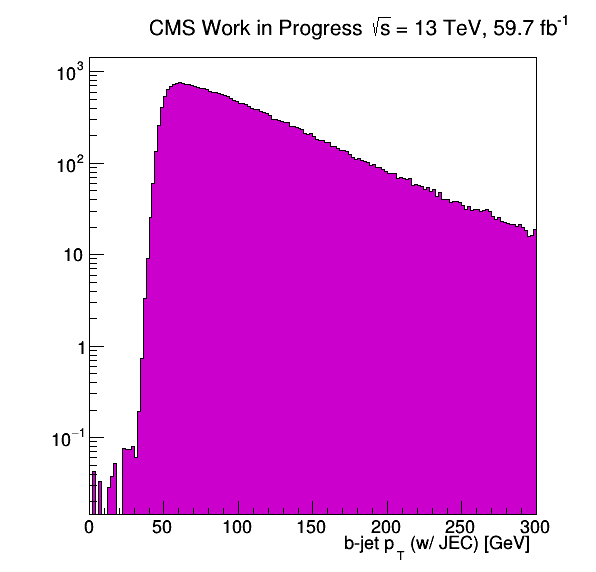 CMS Work in Progress √s = 13 TeV, 59.7 fb⁻¹
10³
10²
10
1
10⁻¹
0 50 100 150 200 250 300
b-jet p_T (w/ JEC) [GeV]